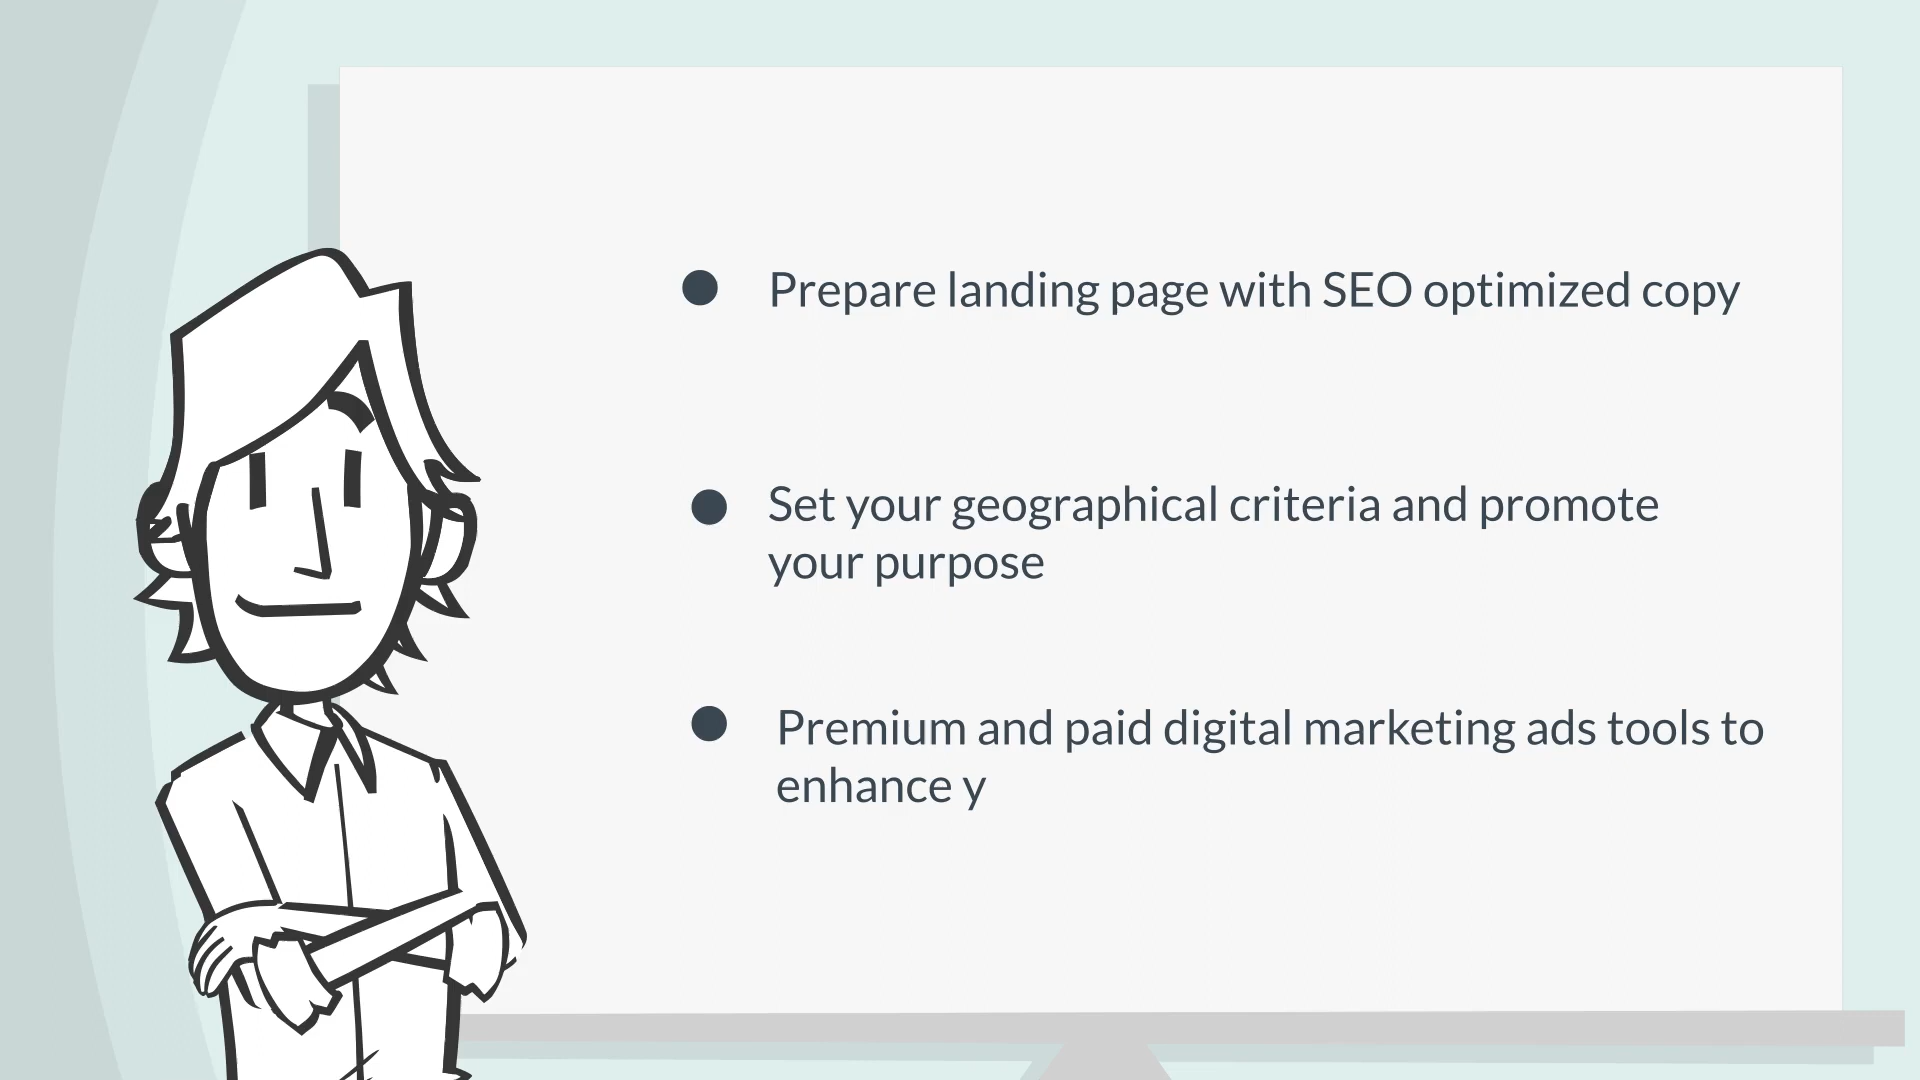 Prepare landing page with SEO optimized copy
Set your geographical criteria and promote
your purpose
Premium and paid digital marketing ads tools to
enhance y